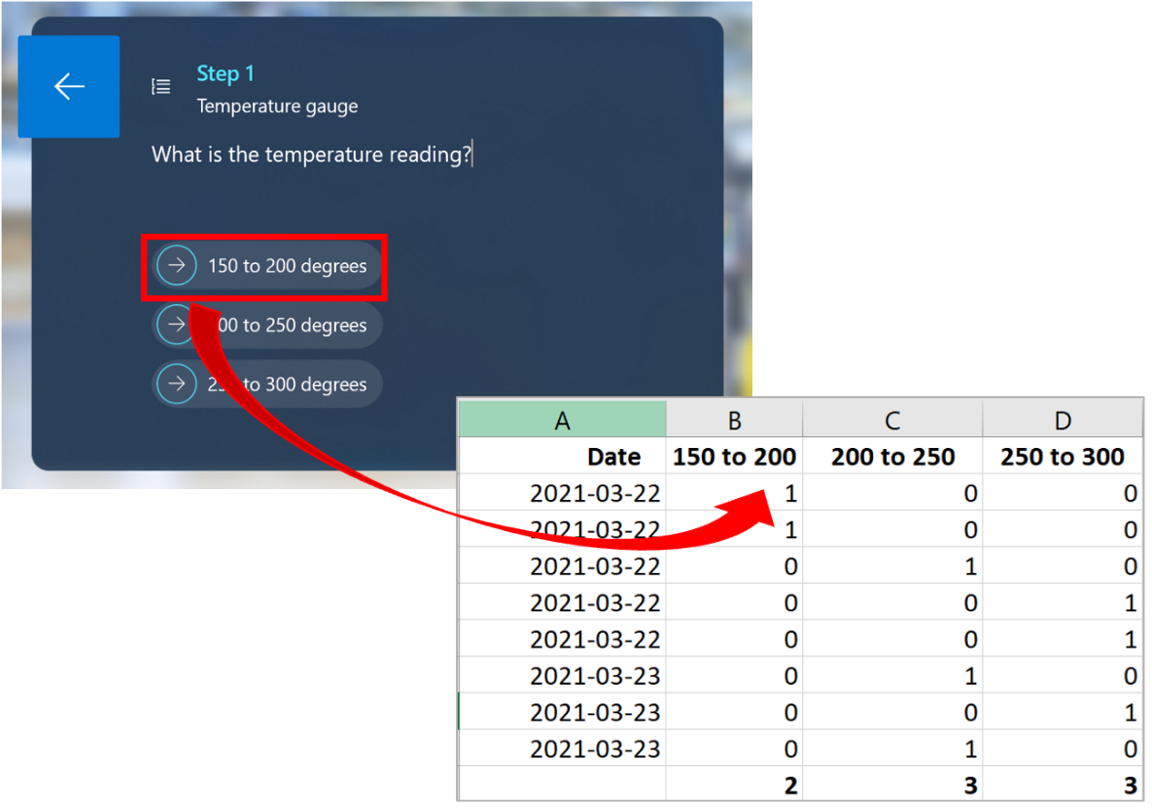 Step 1
Temperature gauge
What is the temperature reading?
150 to 200 degrees
00 to 250 degrees
to 300 degrees
A B C D
Date 150 to 200 200 to 250 250 to 300
2021-03-22 1 0 0
2021-03-22 1 0 0
2021-03-22 0 1 0
2021-03-22 0 0 1
2021-03-22 0 0 1
2021-03-23 0 1 0
2021-03-23 0 0 1
2021-03-23 0 1 0
2 3 3